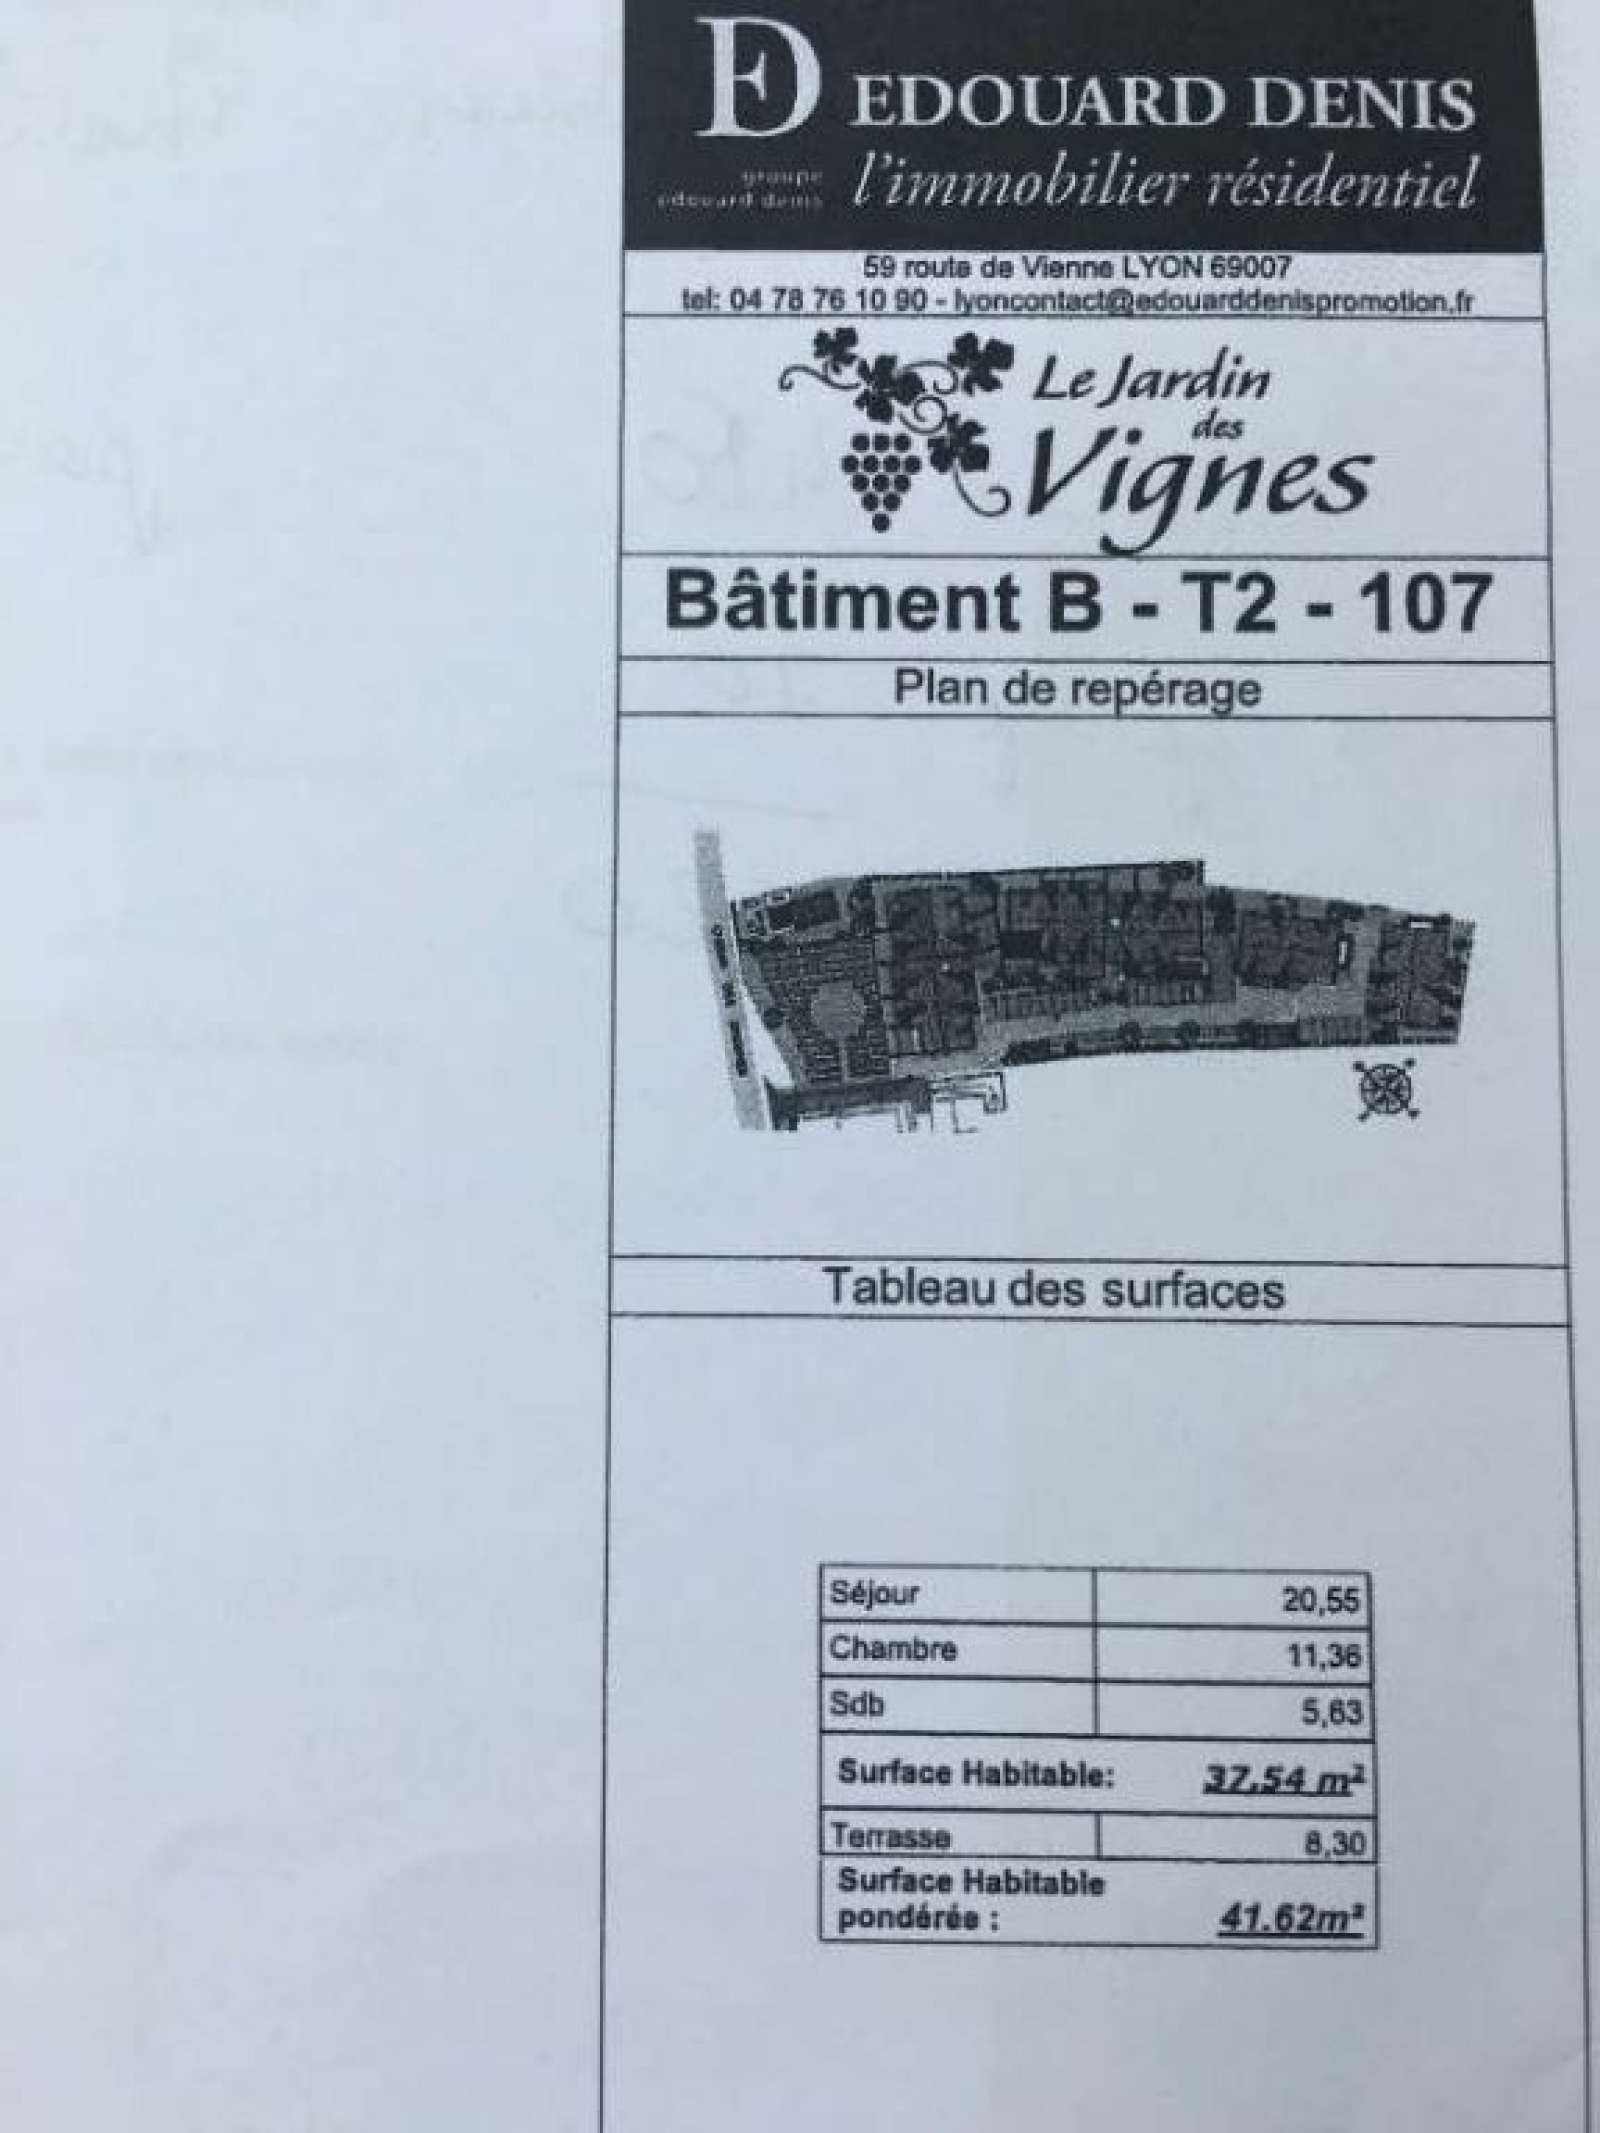 EDOUARD DENIS
groupe
edouard denis
l'immobilier résidentiel
59 route de Vienne LYON 69007
tel: 04 78 76 10 90 - lyoncontact@edouarddenispromotion.fr
Le Jardin
des
Vignes
Bâtiment B - T2 - 107
Plan de repérage
Tableau des surfaces
Séjour 20,55
Chambre 11,36
Sdb 5,63
Surface Habitable: 37.54 m²
Terrasse 8,30
Surface Habitable
pondérée : 41.62m²